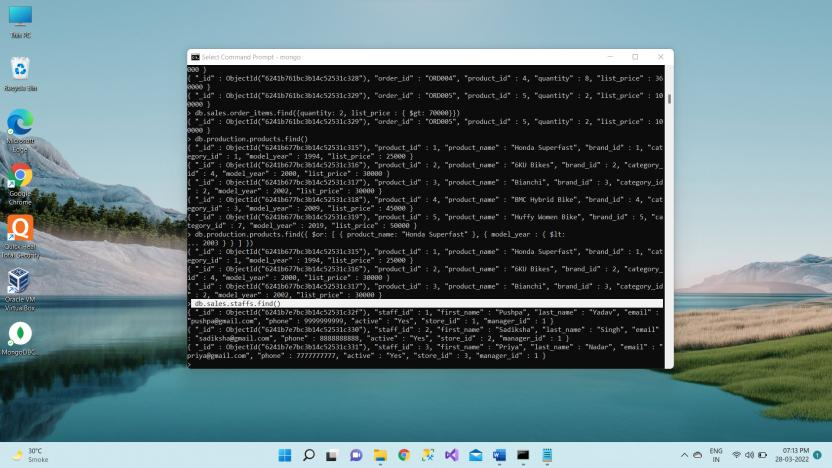 This PC
Recycle Bin
Microsoft
Edge
Google
Chrome
Quick Heal
Total Security
Oracle VM
VirtualBox
MongoDBC...
Select Command Prompt - mongo
000 }
{ "_id" : ObjectId("6241b761bc3b14c52531c328"), "order_id" : "ORD004", "product_id" : 4, "quantity" : 8, "list_price" : 36
0000 }
{ "_id" : ObjectId("6241b761bc3b14c52531c329"), "order_id" : "ORD005", "product_id" : 5, "quantity" : 2, "list_price" : 10
0000 }
> db.sales.order_items.find({quantity: 2, list_price : { $gt: 70000}})
{ "_id" : ObjectId("6241b761bc3b14c52531c329"), "order_id" : "ORD005", "product_id" : 5, "quantity" : 2, "list_price" : 10
0000 }
> db.production.products.find()
{ "_id" : ObjectId("6241b677bc3b14c52531c315"), "product_id" : 1, "product_name" : "Honda Superfast", "brand_id" : 1, "cat
egory_id" : 1, "model_year" : 1994, "list_price" : 25000 }
{ "_id" : ObjectId("6241b677bc3b14c52531c316"), "product_id" : 2, "product_name" : "6KU Bikes", "brand_id" : 2, "category_
id" : 4, "model_year" : 2000, "list_price" : 30000 }
{ "_id" : ObjectId("6241b677bc3b14c52531c317"), "product_id" : 3, "product_name" : "Bianchi", "brand_id" : 3, "category_id
" : 2, "model_year" : 2002, "list_price" : 30000 }
{ "_id" : ObjectId("6241b677bc3b14c52531c318"), "product_id" : 4, "product_name" : "BMC Hybrid Bike", "brand_id" : 4, "cat
egory_id" : 3, "model_year" : 2009, "list_price" : 45000 }
{ "_id" : ObjectId("6241b677bc3b14c52531c319"), "product_id" : 5, "product_name" : "Huffy Women Bike", "brand_id" : 5, "ca
tegory_id" : 7, "model_year" : 2019, "list_price" : 50000 }
> db.production.products.find({ $or: [ { product_name: "Honda Superfast" }, { model_year : { $lt:
... 2003 } } ] })
{ "_id" : ObjectId("6241b677bc3b14c52531c315"), "product_id" : 1, "product_name" : "Honda Superfast", "brand_id" : 1, "cat
egory_id" : 1, "model_year" : 1994, "list_price" : 25000 }
{ "_id" : ObjectId("6241b677bc3b14c52531c316"), "product_id" : 2, "product_name" : "6KU Bikes", "brand_id" : 2, "category_
id" : 4, "model_year" : 2000, "list_price" : 30000 }
{ "_id" : ObjectId("6241b677bc3b14c52531c317"), "product_id" : 3, "product_name" : "Bianchi", "brand_id" : 3, "category_id
" : 2, "model_year" : 2002, "list_price" : 30000 }
> db.sales.staffs.find()
{ "_id" : ObjectId("6241b7e7bc3b14c52531c32f"), "staff_id" : 1, "first_name" : "Pushpa", "last_name" : "Yadav", "email" :
"pushpa@gmail.com", "phone" : 9999999999, "active" : "Yes", "store_id" : 1, "manager_id" : 1 }
{ "_id" : ObjectId("6241b7e7bc3b14c52531c330"), "staff_id" : 2, "first_name" : "Sadiksha", "last_name" : "Singh", "email"
: "sadiksha@gmail.com", "phone" : 8888888888, "active" : "Yes", "store_id" : 2, "manager_id" : 1 }
{ "_id" : ObjectId("6241b7e7bc3b14c52531c331"), "staff_id" : 3, "first_name" : "Priya", "last_name" : "Nadar", "email" : "
priya@gmail.com", "phone" : 7777777777, "active" : "Yes", "store_id" : 3, "manager_id" : 1 }
>
30°C
Smoke
ENG
IN
07:13 PM
28-03-2022
1